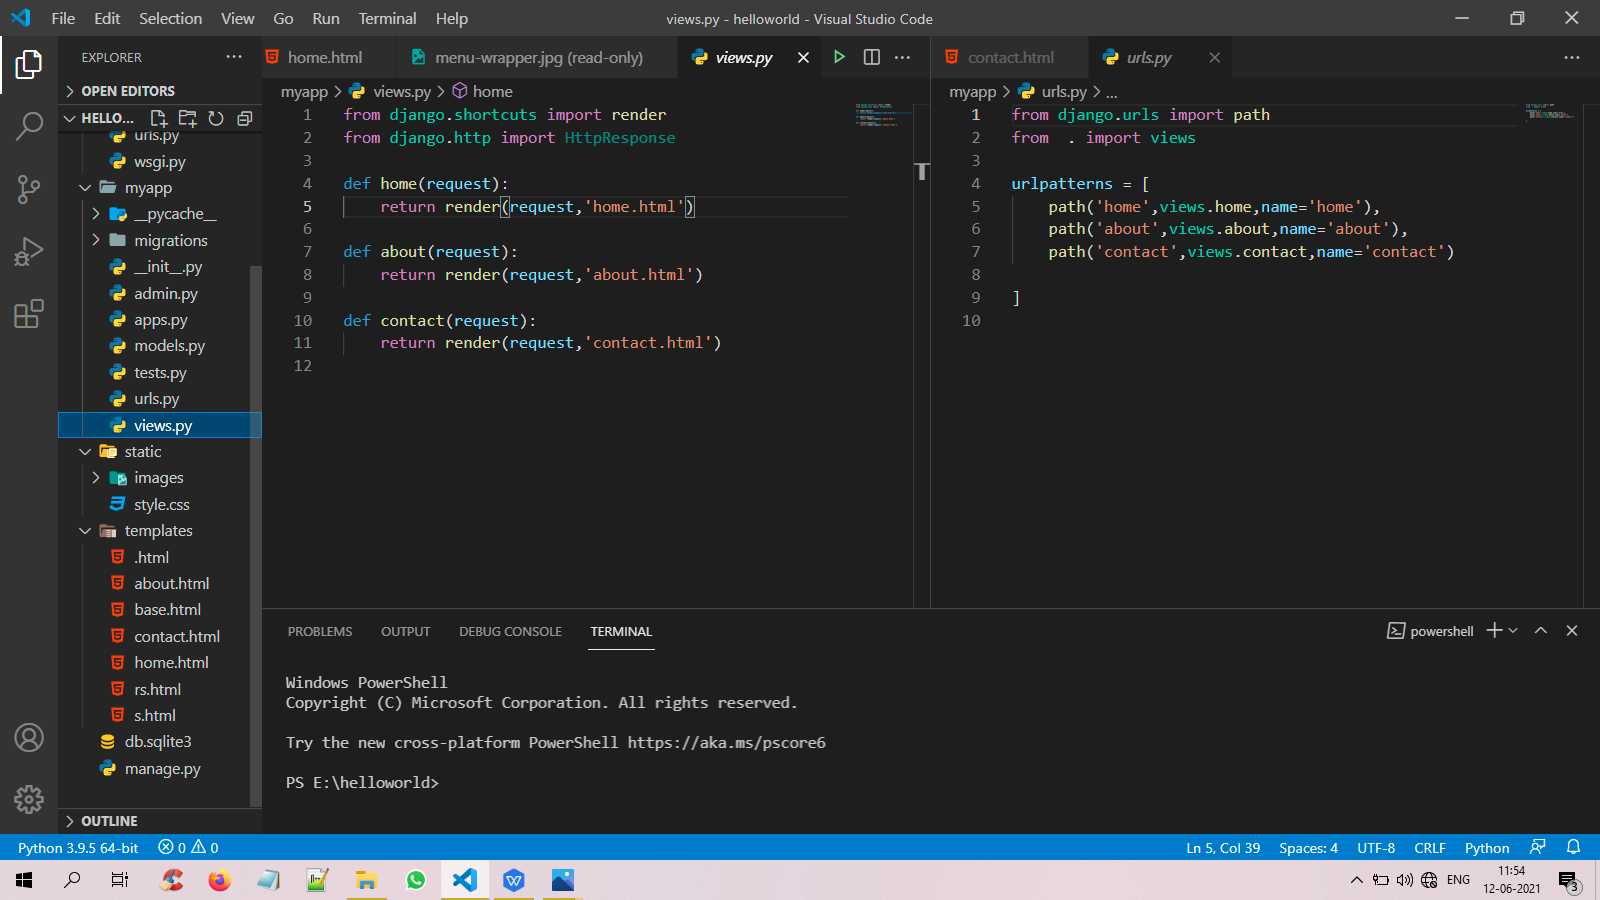 File Edit Selection View Go Run Terminal Help
views.py - helloworld - Visual Studio Code
EXPLORER
OPEN EDITORS
HELLO...
urls.py
wsgi.py
myapp
__pycache__
migrations
__init__.py
admin.py
apps.py
models.py
tests.py
urls.py
views.py
static
images
style.css
templates
.html
about.html
base.html
contact.html
home.html
rs.html
s.html
db.sqlite3
manage.py
OUTLINE
home.html
menu-wrapper.jpg (read-only)
views.py
myapp > views.py > home
1 from django.shortcuts import render
2 from django.http import HttpResponse
3
4 def home(request):
5 return render(request,'home.html')
6
7 def about(request):
8 return render(request,'about.html')
9
10 def contact(request):
11 return render(request,'contact.html')
12
contact.html
urls.py
myapp > urls.py > ...
1 from django.urls import path
2 from . import views
3
4 urlpatterns = [
5 path('home',views.home,name='home'),
6 path('about',views.about,name='about'),
7 path('contact',views.contact,name='contact')
8
9 ]
10
PROBLEMS OUTPUT DEBUG CONSOLE TERMINAL
powershell
Windows PowerShell
Copyright (C) Microsoft Corporation. All rights reserved.
Try the new cross-platform PowerShell https://aka.ms/pscore6
PS E:\helloworld>
Python 3.9.5 64-bit 0 0
Ln 5, Col 39 Spaces: 4 UTF-8 CRLF Python
ENG
11:54
12-06-2021
3